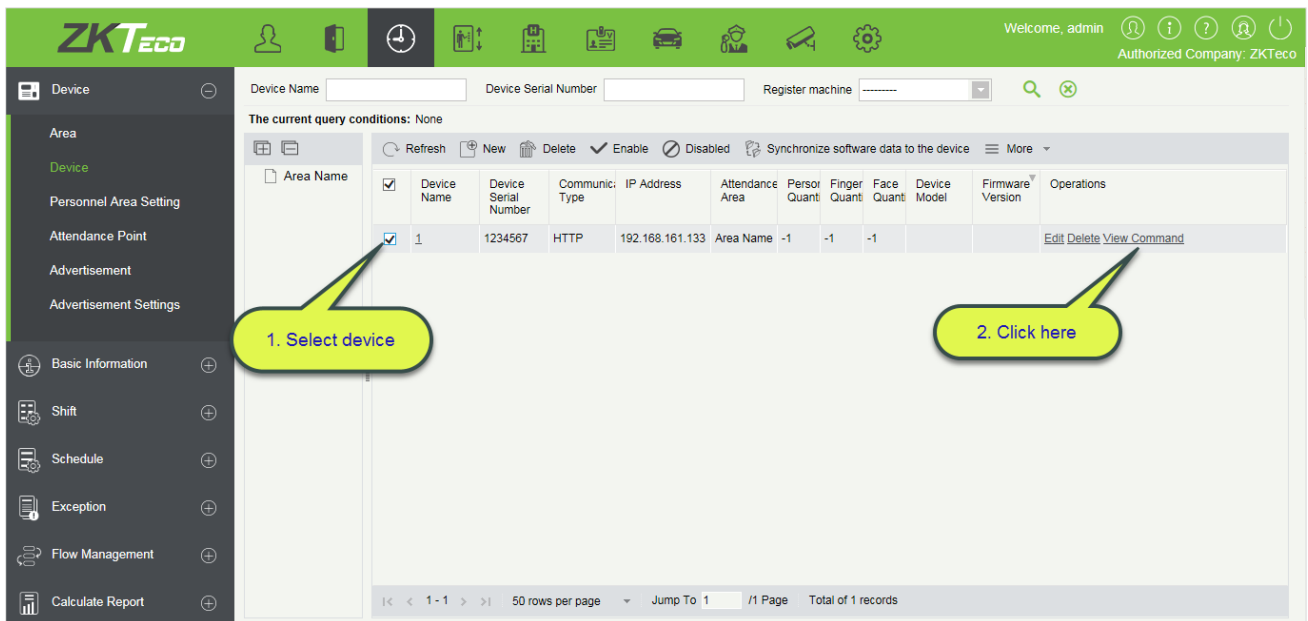 ZKTeco
Welcome, admin
Authorized Company: ZKTeco
Device
Area
Device
Personnel Area Setting
Attendance Point
Advertisement
Advertisement Settings
Basic Information
Shift
Schedule
Exception
Flow Management
Calculate Report
Device Name
Device Serial Number
Register machine
---------
The current query conditions: None
Area Name
Refresh New Delete Enable Disabled Synchronize software data to the device More
Device Name
Device Serial Number
Communica Type
IP Address
Attendance Area
Person Quanti
Finger Quanti
Face Quanti
Device Model
Firmware Version
Operations
1 1234567 HTTP 192.168.161.133 Area Name -1 -1 -1 Edit Delete View Command
1. Select device
2. Click here
1 - 1 50 rows per page Jump To 1 /1 Page Total of 1 records